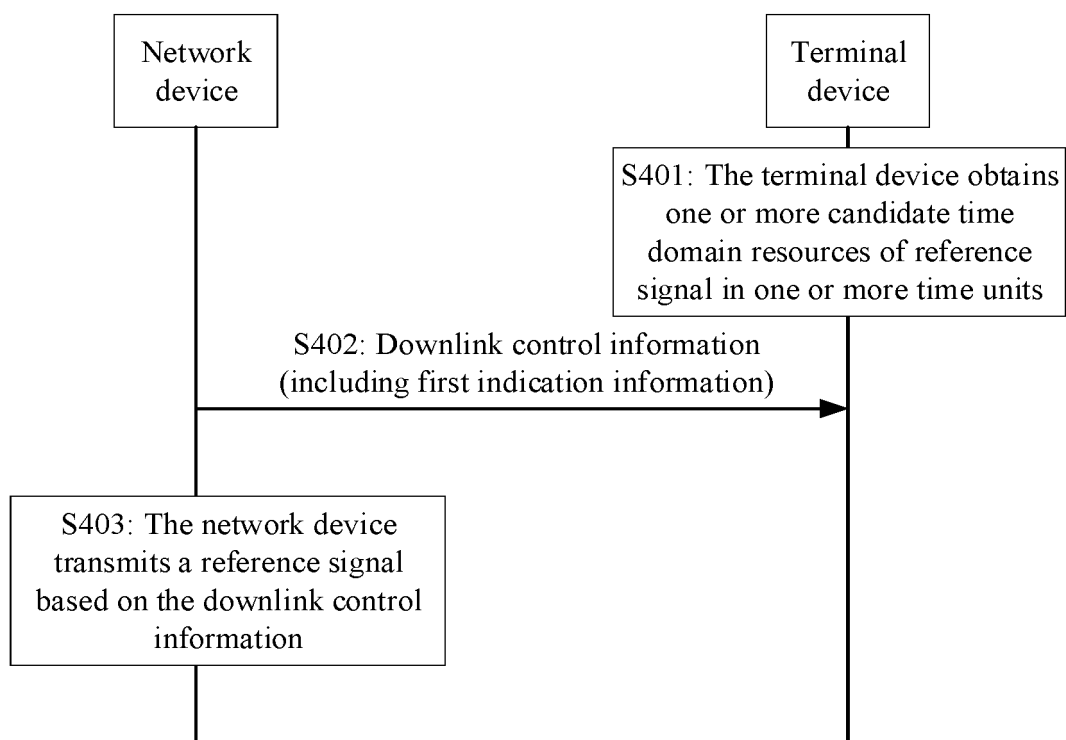 Network
device
Terminal
device
S401: The terminal device obtains
one or more candidate time
domain resources of reference
signal in one or more time units
S402: Downlink control information
(including first indication information)
S403: The network device
transmits a reference signal
based on the downlink control
information